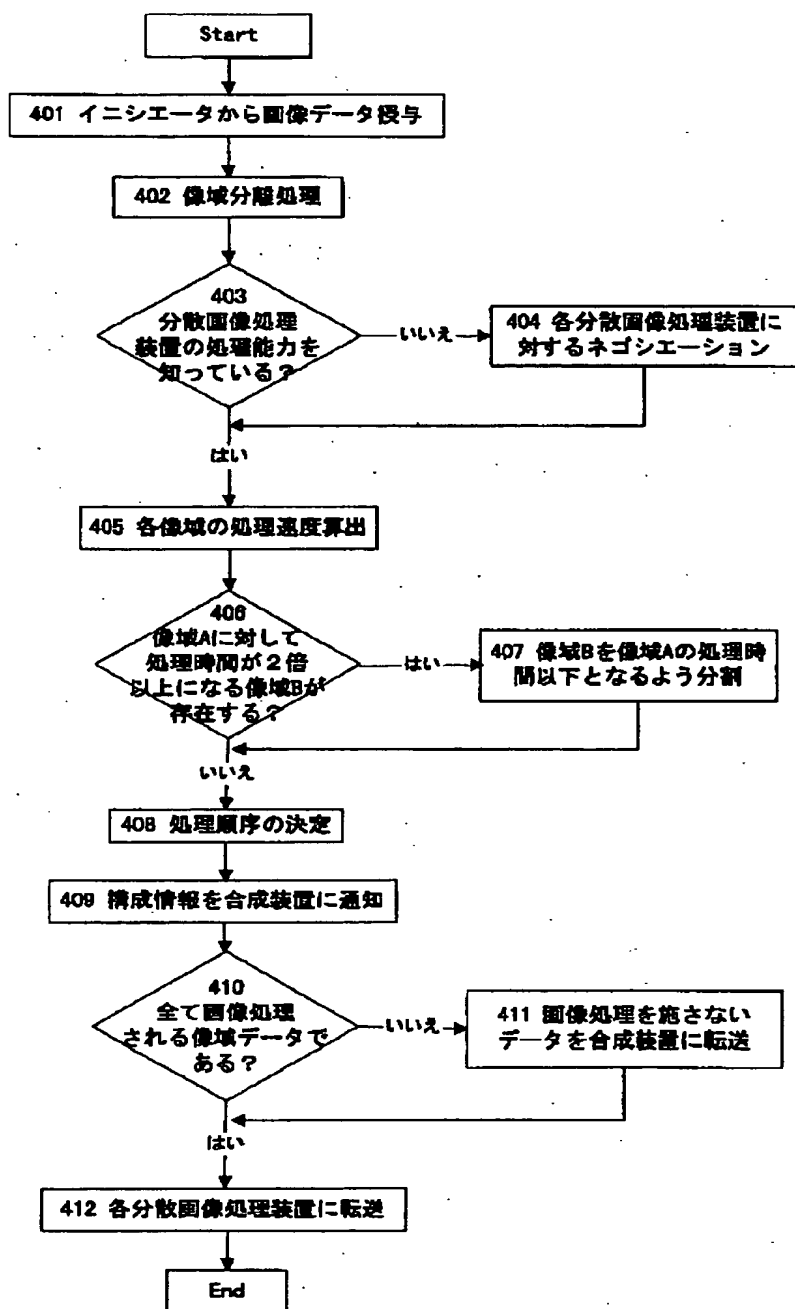 Start
401 イニシエータから画像データ授与
402 像域分離処理
403
分散画像処理
装置の処理能力を
知っている？
いいえ
404 各分散画像処理装置に
対するネゴシエーション
はい
405 各像域の処理速度算出
406
像域Aに対して
処理時間が２倍
以上になる像域Bが
存在する？
はい
407 像域Bを像域Aの処理時
間以下となるよう分割
いいえ
408 処理順序の決定
409 構成情報を合成装置に通知
410
全て画像処理
される像域データで
ある？
いいえ
411 画像処理を施さない
データを合成装置に転送
はい
412 各分散画像処理装置に転送
End